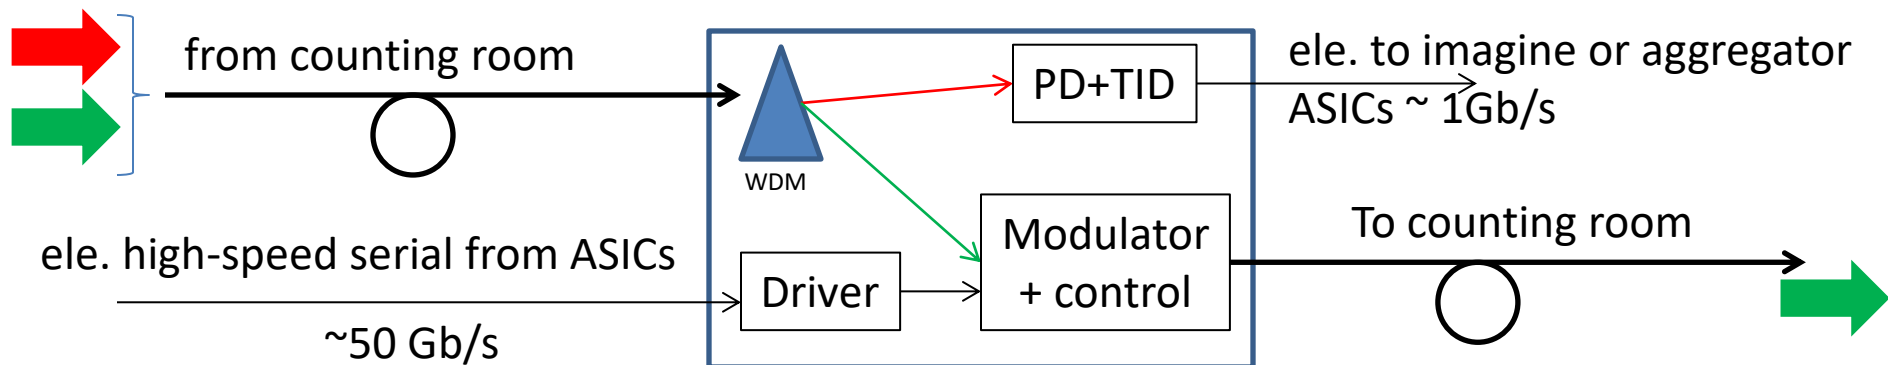 from counting room
WDM
PD+TID
ele. to imagine or aggregator
ASICs ~ 1Gb/s
ele. high-speed serial from ASICs
~50 Gb/s
Driver
Modulator
+ control
To counting room